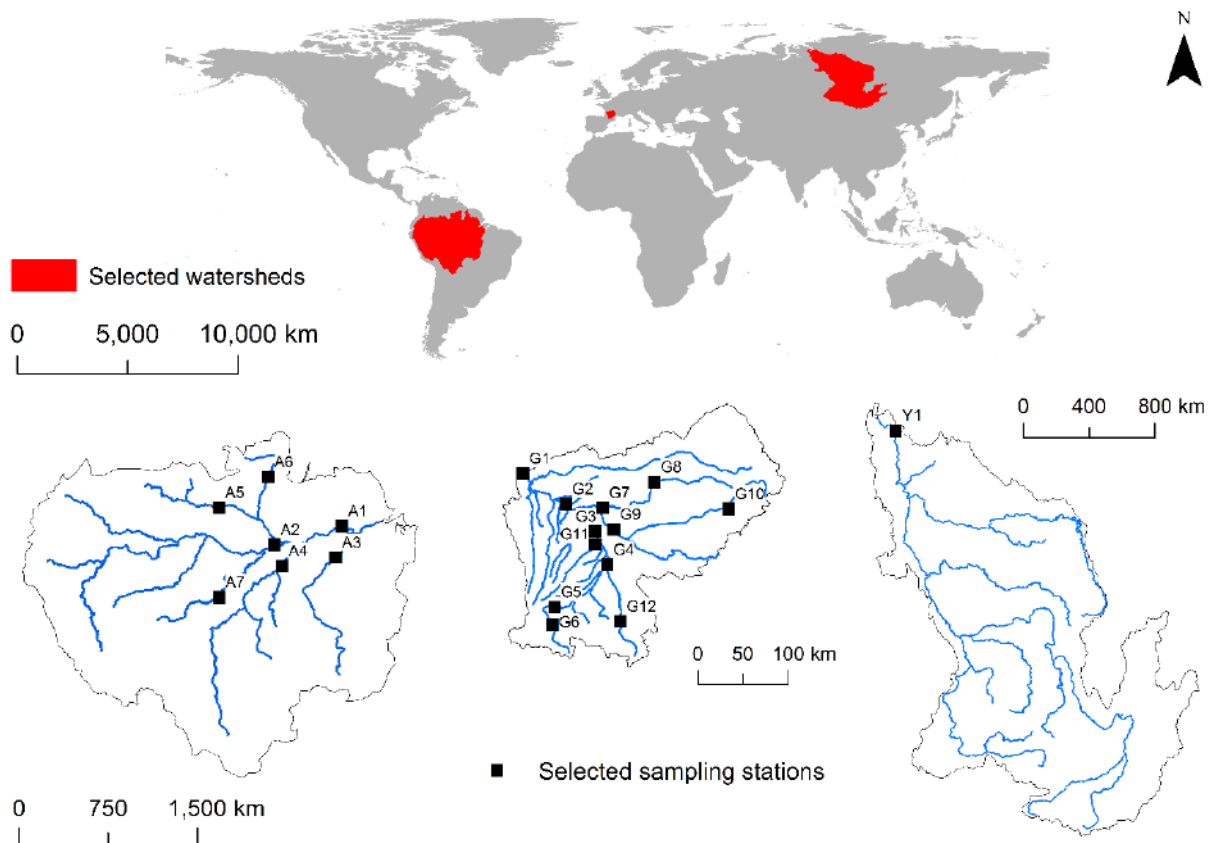 N
Selected watersheds
0 5,000 10,000 km
0 400 800 km
Y1
A6
A5
A1
A2
A4
A3
A7
G1
G8
G2
G7
G10
G3
G9
G11
G4
G5
G12
G6
0 50 100 km
Selected sampling stations
0 750 1,500 km